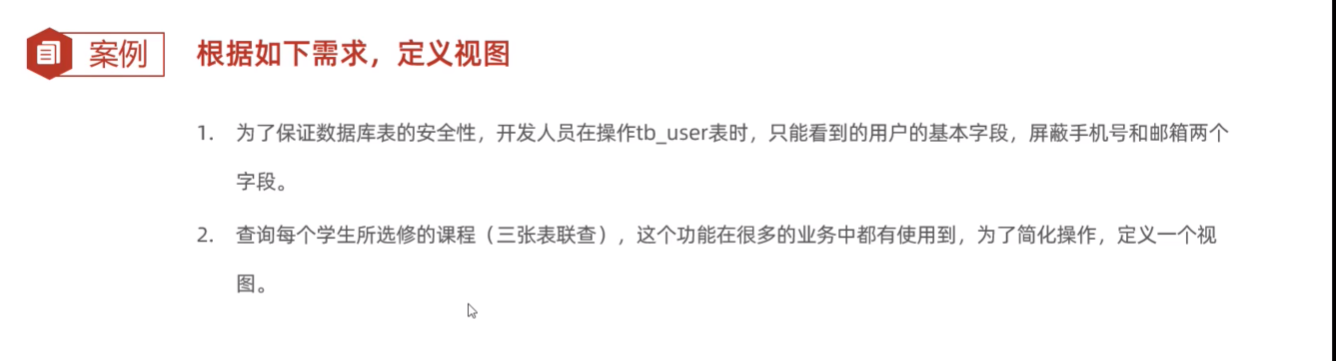 案例 根据如下需求，定义视图
1. 为了保证数据库表的安全性，开发人员在操作tb_user表时，只能看到的用户的基本字段，屏蔽手机号和邮箱两个
字段。
2. 查询每个学生所选修的课程（三张表联查），这个功能在很多的业务中都有使用到，为了简化操作，定义一个视
图。